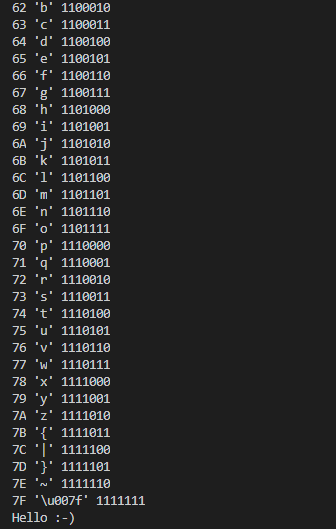 62 'b' 1100010
63 'c' 1100011
64 'd' 1100100
65 'e' 1100101
66 'f' 1100110
67 'g' 1100111
68 'h' 1101000
69 'i' 1101001
6A 'j' 1101010
6B 'k' 1101011
6C 'l' 1101100
6D 'm' 1101101
6E 'n' 1101110
6F 'o' 1101111
70 'p' 1110000
71 'q' 1110001
72 'r' 1110010
73 's' 1110011
74 't' 1110100
75 'u' 1110101
76 'v' 1110110
77 'w' 1110111
78 'x' 1111000
79 'y' 1111001
7A 'z' 1111010
7B '{' 1111011
7C '|' 1111100
7D '}' 1111101
7E '~' 1111110
7F '\u007f' 1111111
Hello :-)